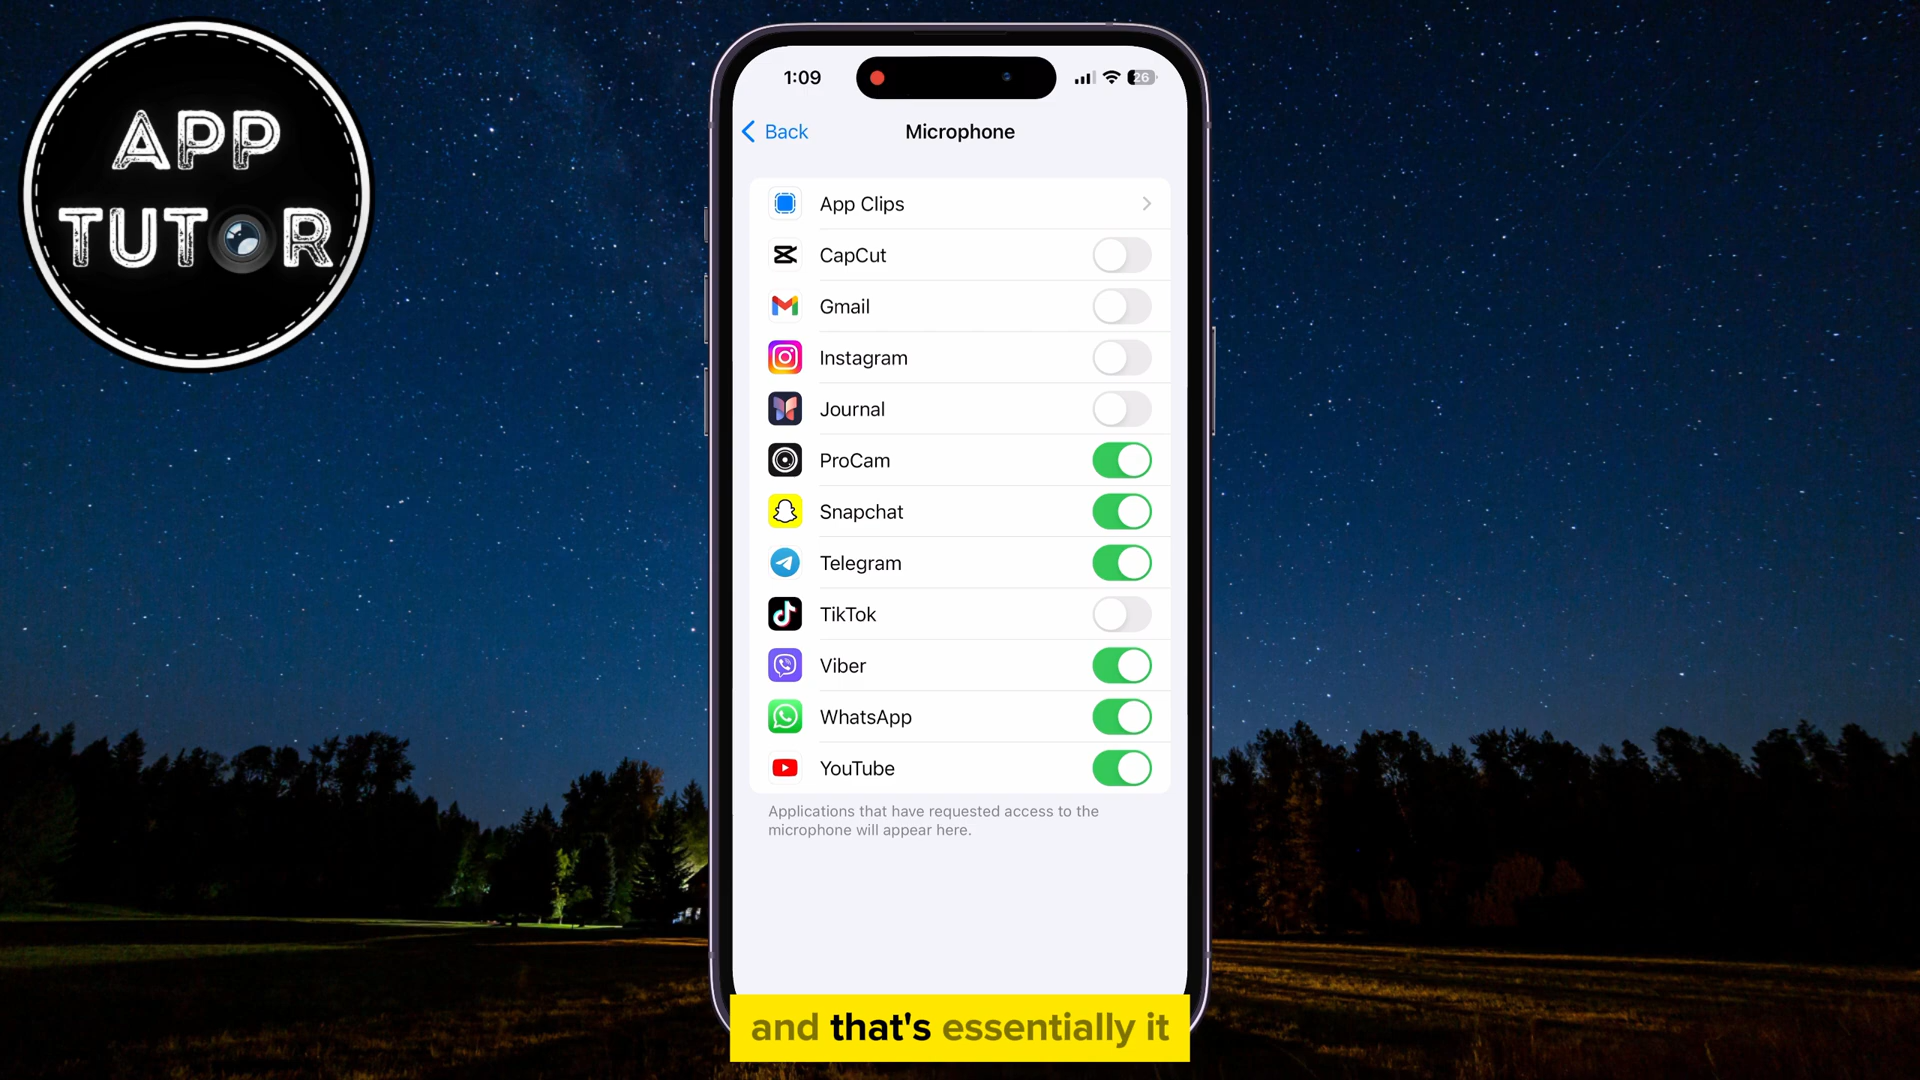 APP
TUTOR
1:09
26
Back
Microphone
App Clips
CapCut
Gmail
Instagram
Journal
ProCam
Snapchat
Telegram
TikTok
Viber
WhatsApp
YouTube
Applications that have requested access to the
microphone will appear here.
and that's essentially it